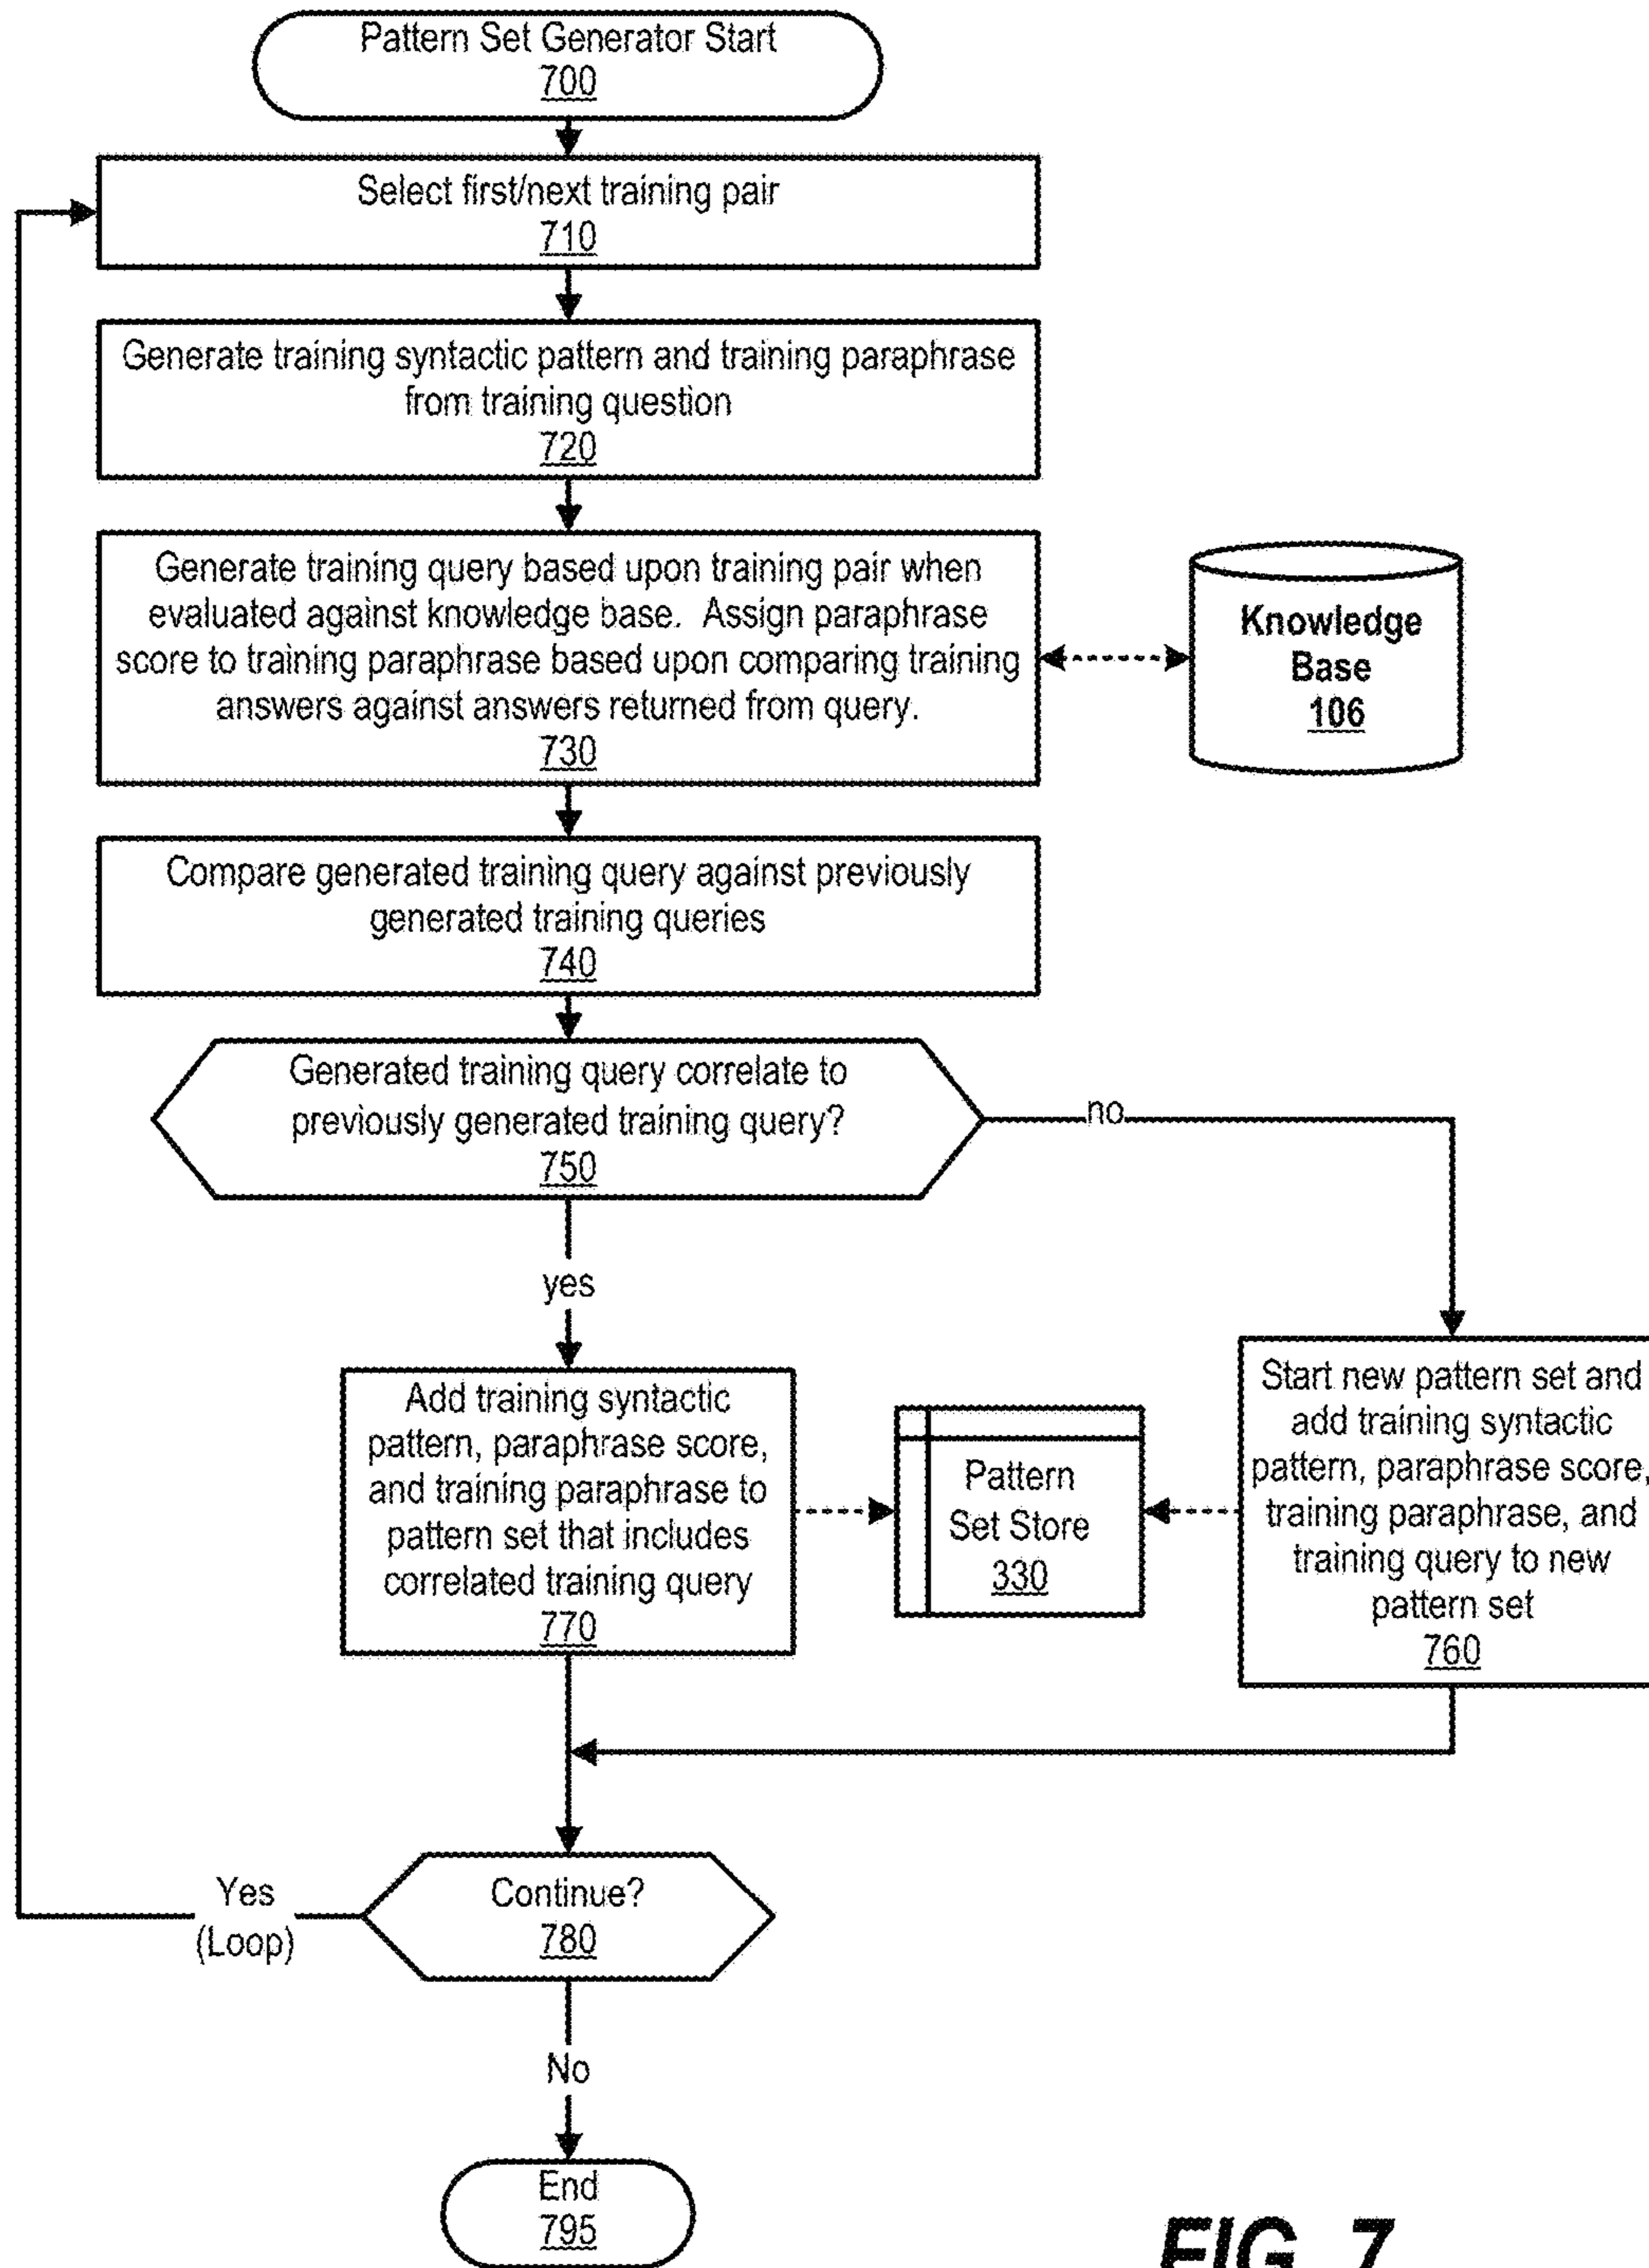 Pattern Set Generator Start
700
Select first/next training pair
710
Generate training syntactic pattern and training paraphrase
from training question
720
Generate training query based upon training pair when
evaluated against knowledge base.  Assign paraphrase
score to training paraphrase based upon comparing training
answers against answers returned from query.
730
Knowledge
Base
106
Compare generated training query against previously
generated training queries
740
Generated training query correlate to
previously generated training query?
750
no
yes
Add training syntactic
pattern, paraphrase score,
and training paraphrase to
pattern set that includes
correlated training query
770
Pattern
Set Store
330
Start new pattern set and
add training syntactic
pattern, paraphrase score,
training paraphrase, and
training query to new
pattern set
760
Yes
(Loop)
Continue?
780
No
End
795
FIG. 7